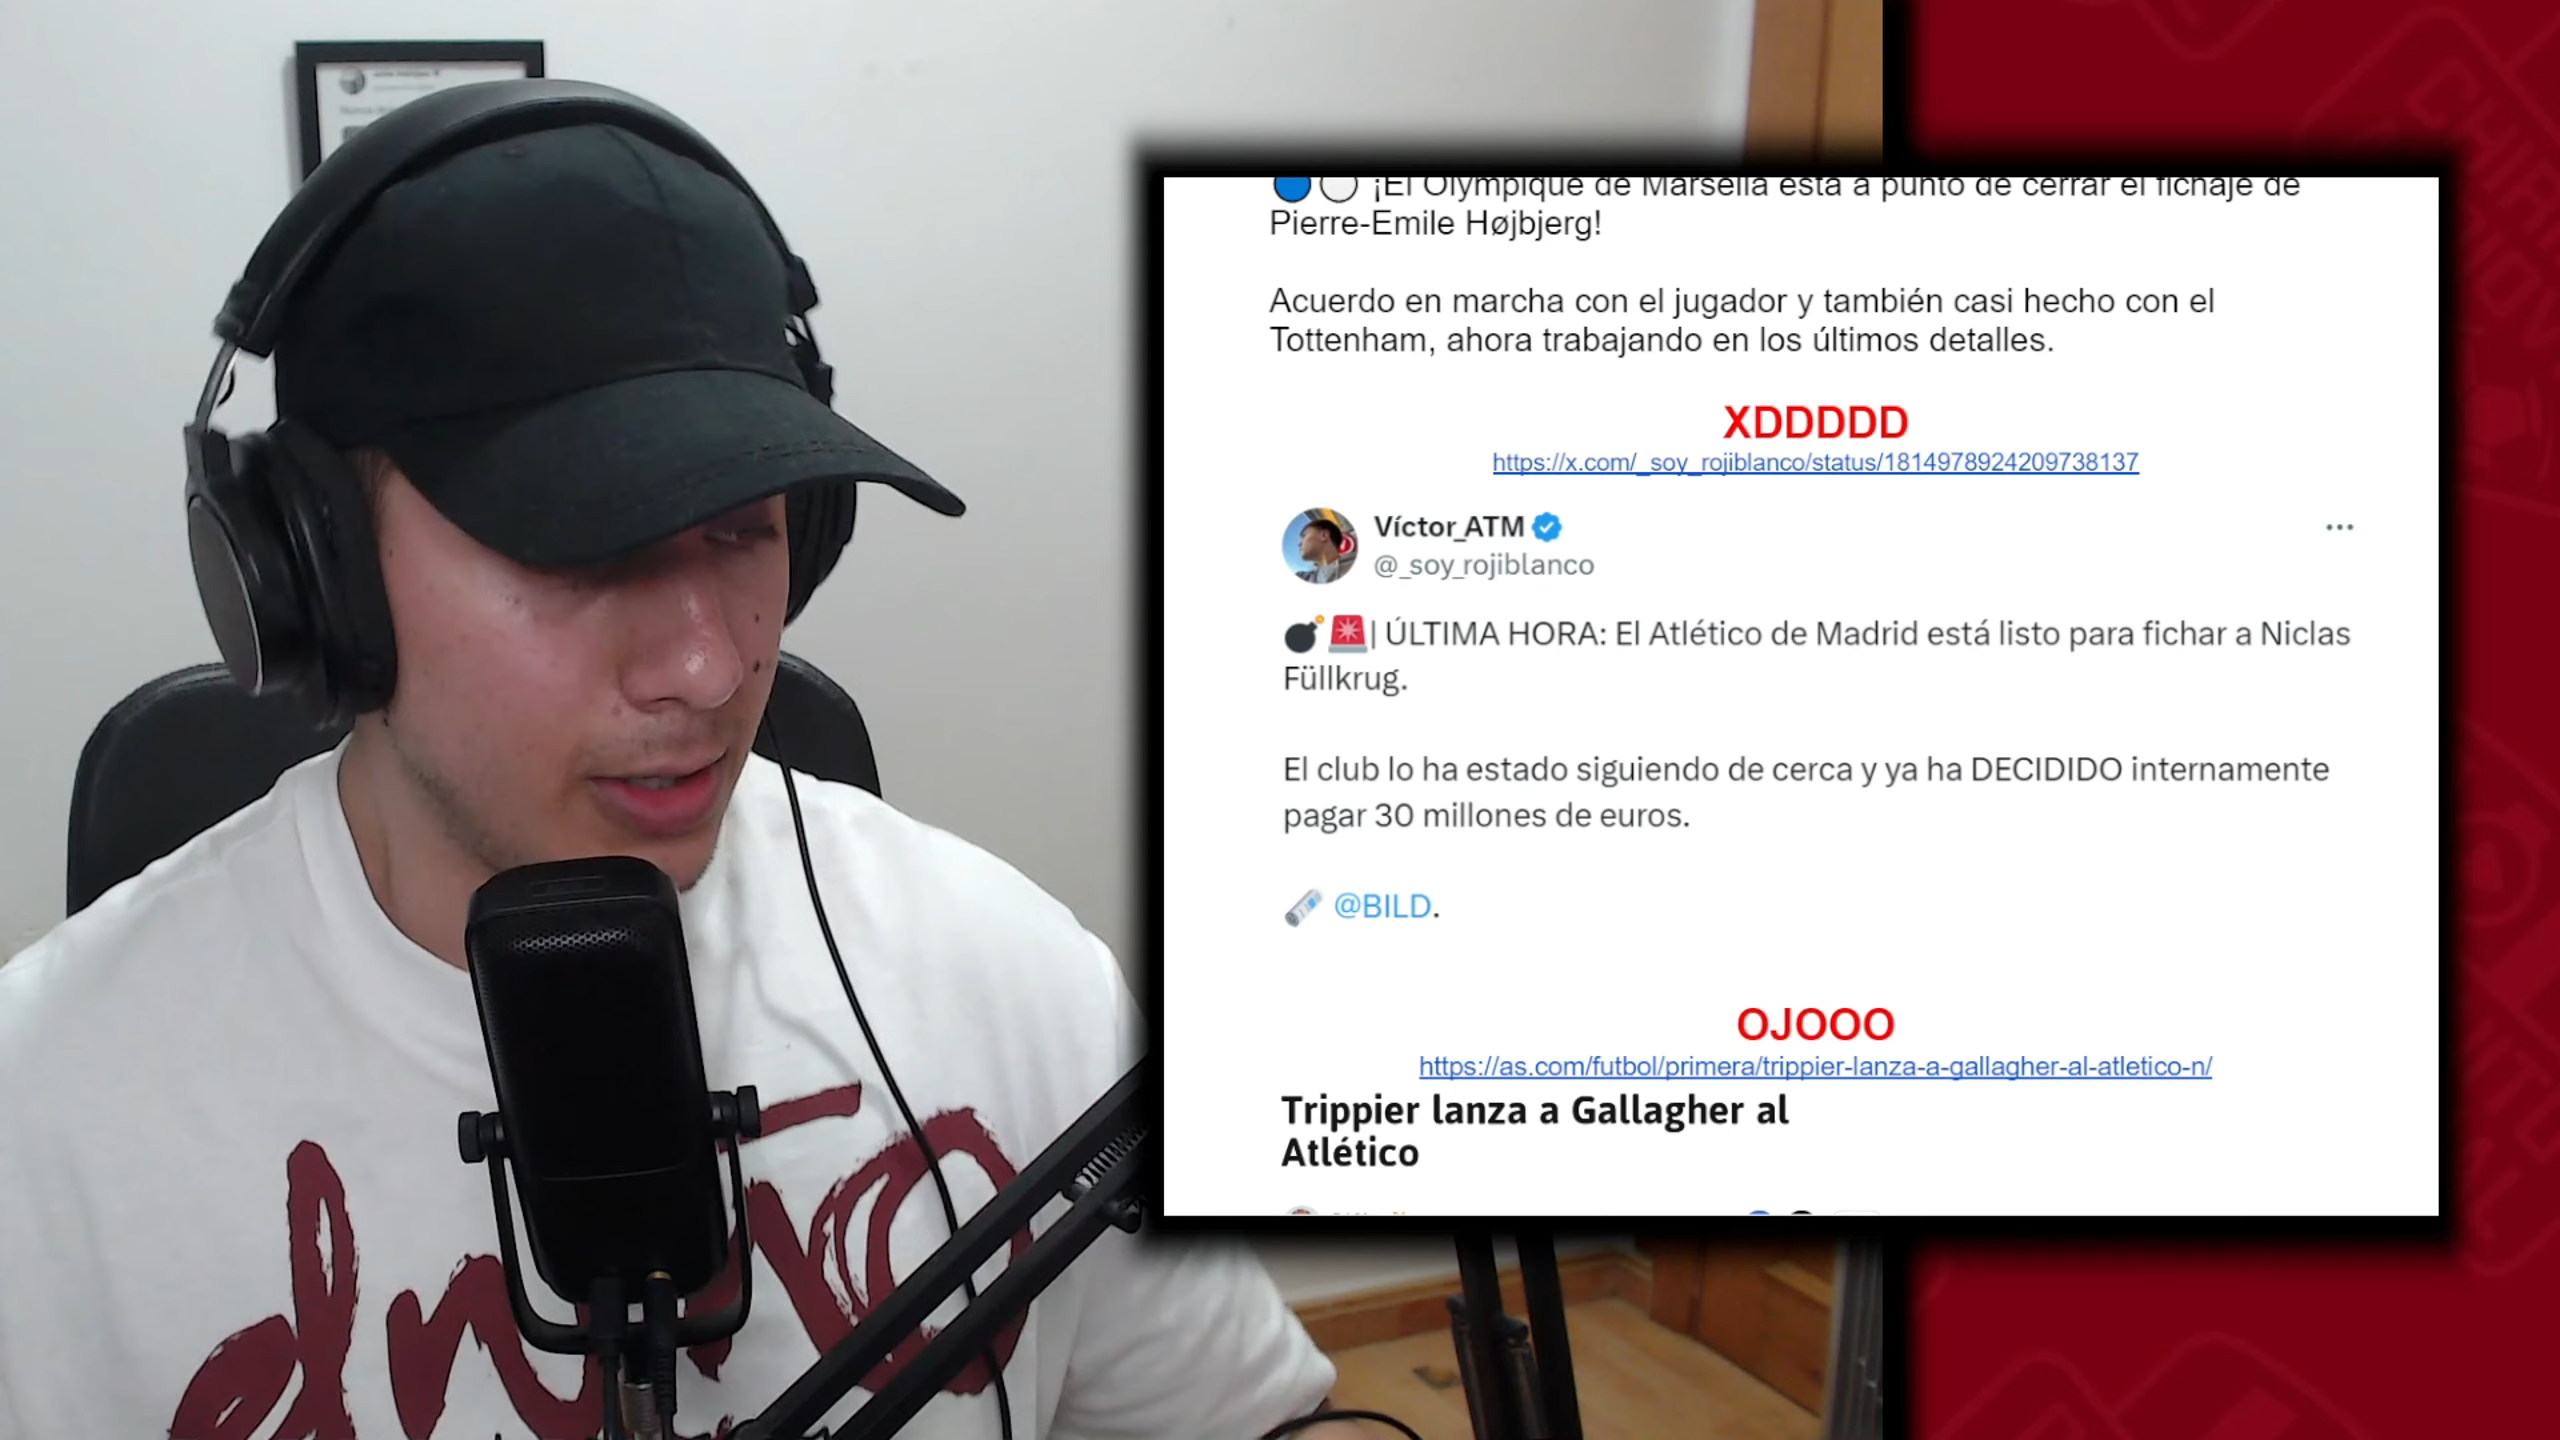 🔵⚪ ¡El Olympique de Marsella está a punto de cerrar el fichaje de
Pierre-Emile Højbjerg!
Acuerdo en marcha con el jugador y también casi hecho con el
Tottenham, ahora trabajando en los últimos detalles.
XDDDDD
https://x.com/_soy_rojiblanco/status/1814978924209738137
Víctor_ATM
@_soy_rojiblanco
💣🚨| ÚLTIMA HORA: El Atlético de Madrid está listo para fichar a Niclas
Füllkrug.
El club lo ha estado siguiendo de cerca y ya ha DECIDIDO internamente
pagar 30 millones de euros.
🗞️ @BILD.
OJOOO
https://as.com/futbol/primera/trippier-lanza-a-gallagher-al-atletico-n/
Trippier lanza a Gallagher al
Atlético